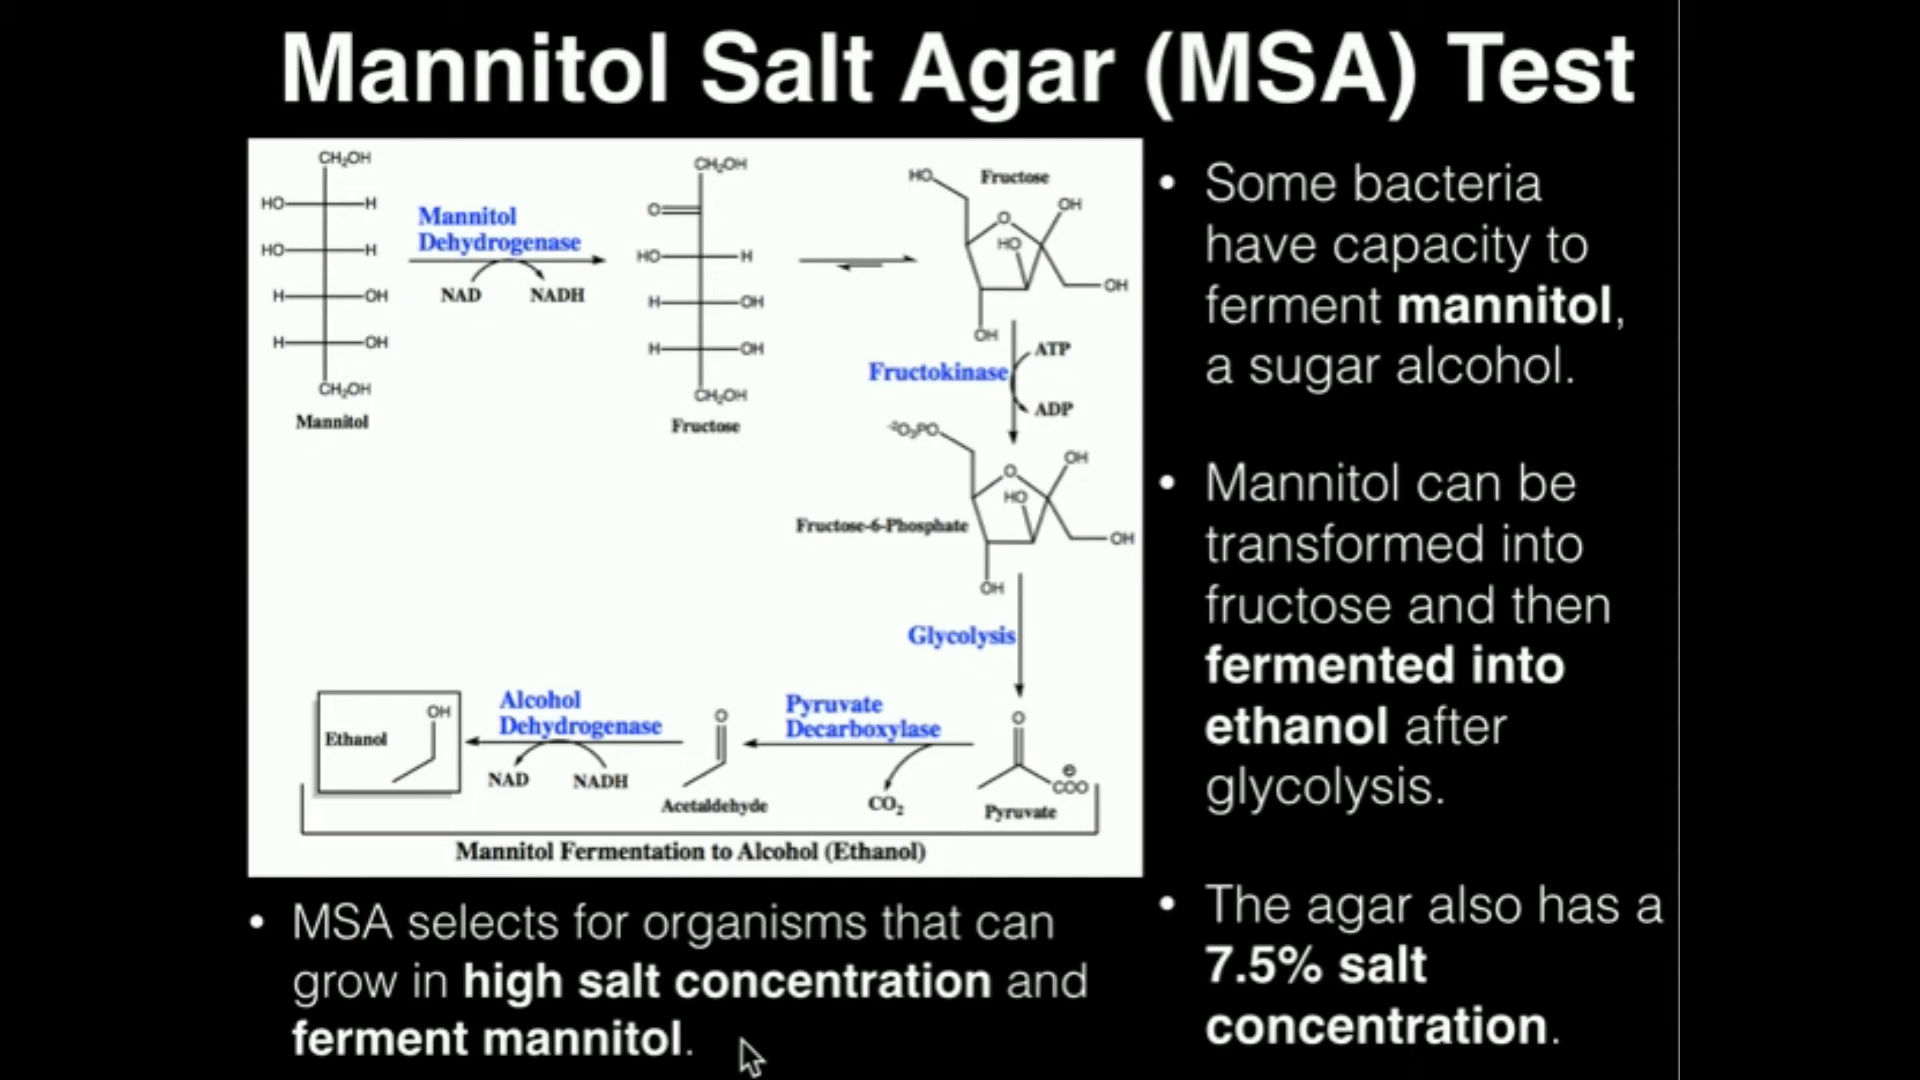 Mannitol Salt Agar (MSA) Test
CH₂OH
HO H
HO H
H OH
H OH
CH₂OH
Mannitol
Mannitol
Dehydrogenase
NAD NADH
CH₂OH
O
HO H
H OH
H OH
CH₂OH
Fructose
HO
Fructose
OH
O
HO
OH
OH
Fructokinase
ATP
ADP
⁻²O₃PO
OH
O
HO
Fructose-6-Phosphate
OH
OH
Glycolysis
O
COO
⊖
Pyruvate
Pyruvate
Decarboxylase
CO₂
O
Acetaldehyde
Alcohol
Dehydrogenase
NAD NADH
OH
Ethanol
Mannitol Fermentation to Alcohol (Ethanol)
• Some bacteria
have capacity to
ferment mannitol,
a sugar alcohol.
• Mannitol can be
transformed into
fructose and then
fermented into
ethanol after
glycolysis.
• The agar also has a
7.5% salt
concentration.
• MSA selects for organisms that can
grow in high salt concentration and
ferment mannitol.